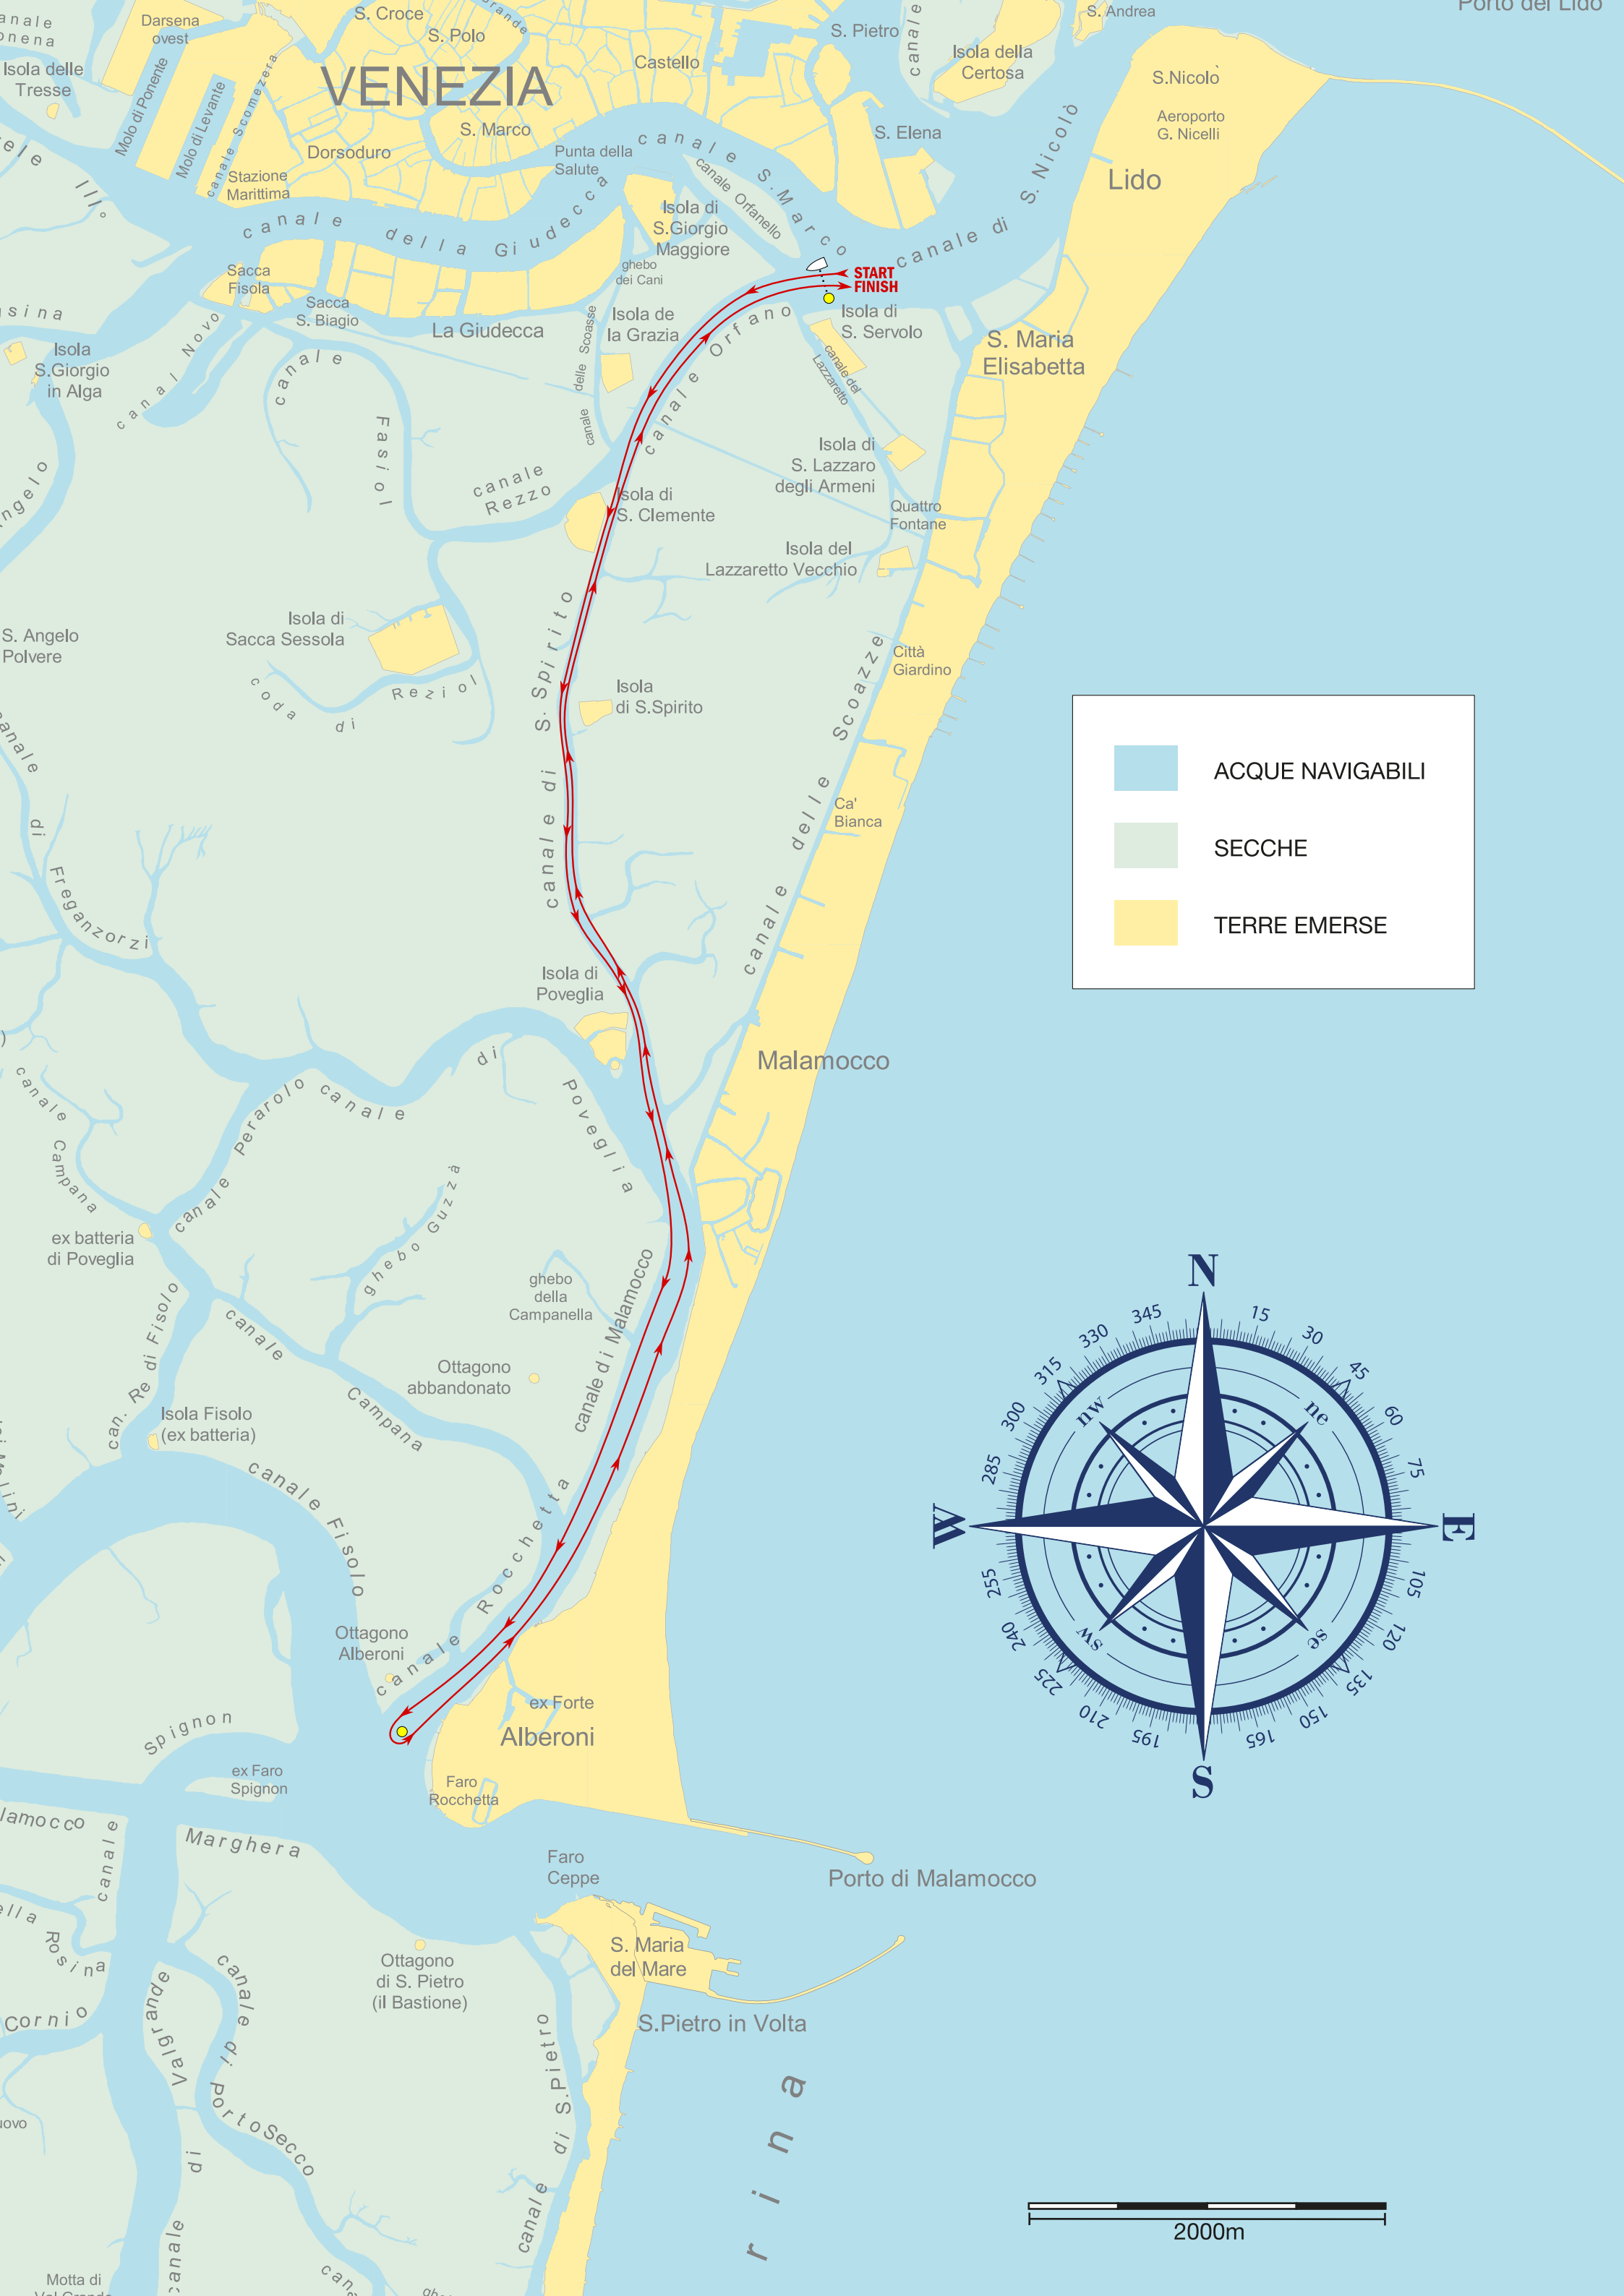 Porto del Lido
S. Croce
S. Polo
VENEZIA
S. Marco
Dorsoduro
Castello
S. Pietro
S. Andrea
Isola della
Certosa
canale
Darsena
ovest
Isola delle
Tresse
Molo di Ponente
Molo di Levante
canale Scomenzera
Stazione
Marittima
Punta della
Salute
canale S. Marco
canale Orfanello
S. Elena
canale di S. Nicolò
S.Nicolò
Aeroporto
G. Nicelli
Lido
canale della Giudecca
Isola di
S.Giorgio
Maggiore
ghebo
dei Cani
Sacca
Fisola
Sacca
S. Biagio
La Giudecca
START
FINISH
Isola de
la Grazia
Isola di
S. Servolo
canale Orfano
canale delle Scoasse
canale del
Lazzaretto
S. Maria
Elisabetta
Isola
S.Giorgio
in Alga
canal Novo
canale Fasiol
canale
Rezzo
Isola di
S. Lazzaro
degli Armeni
Isola di
S. Clemente
Quattro
Fontane
Isola del
Lazzaretto Vecchio
S. Angelo
Polvere
Isola di
Sacca Sessola
coda di Reziol
canale di S. Spirito
Isola
di S.Spirito
Città
Giardino
canale delle Scoazze
Ca'
Bianca
ACQUE NAVIGABILI
SECCHE
TERRE EMERSE
canale di Freganzorzi
Isola di
Poveglia
Malamocco
canale di Poveglia
canale Perarolo
canale Campana
ex batteria
di Poveglia
ghebo Guzzà
ghebo
della
Campanella
canale di Malamocco
can. Re di Fisolo
canale Campana
Ottagono
abbandonato
Isola Fisolo
(ex batteria)
canale Fisolo
canale Rocchetta
Ottagono
Alberoni
ex Forte
Alberoni
Spignon
ex Faro
Spignon
Faro
Rocchetta
Marghera
Faro
Ceppe
Porto di Malamocco
canale
Rosina
Cornio
Ottagono
di S. Pietro
(il Bastione)
S. Maria
del Mare
S.Pietro in Volta
canale di Valgrande
canale di PortoSecco
canale di S.Pietro
Motta di
N
15
30
45
60
75
E
105
120
135
150
165
S
195
210
225
240
255
W
285
300
315
330
345
nw
ne
sw
se
2000m